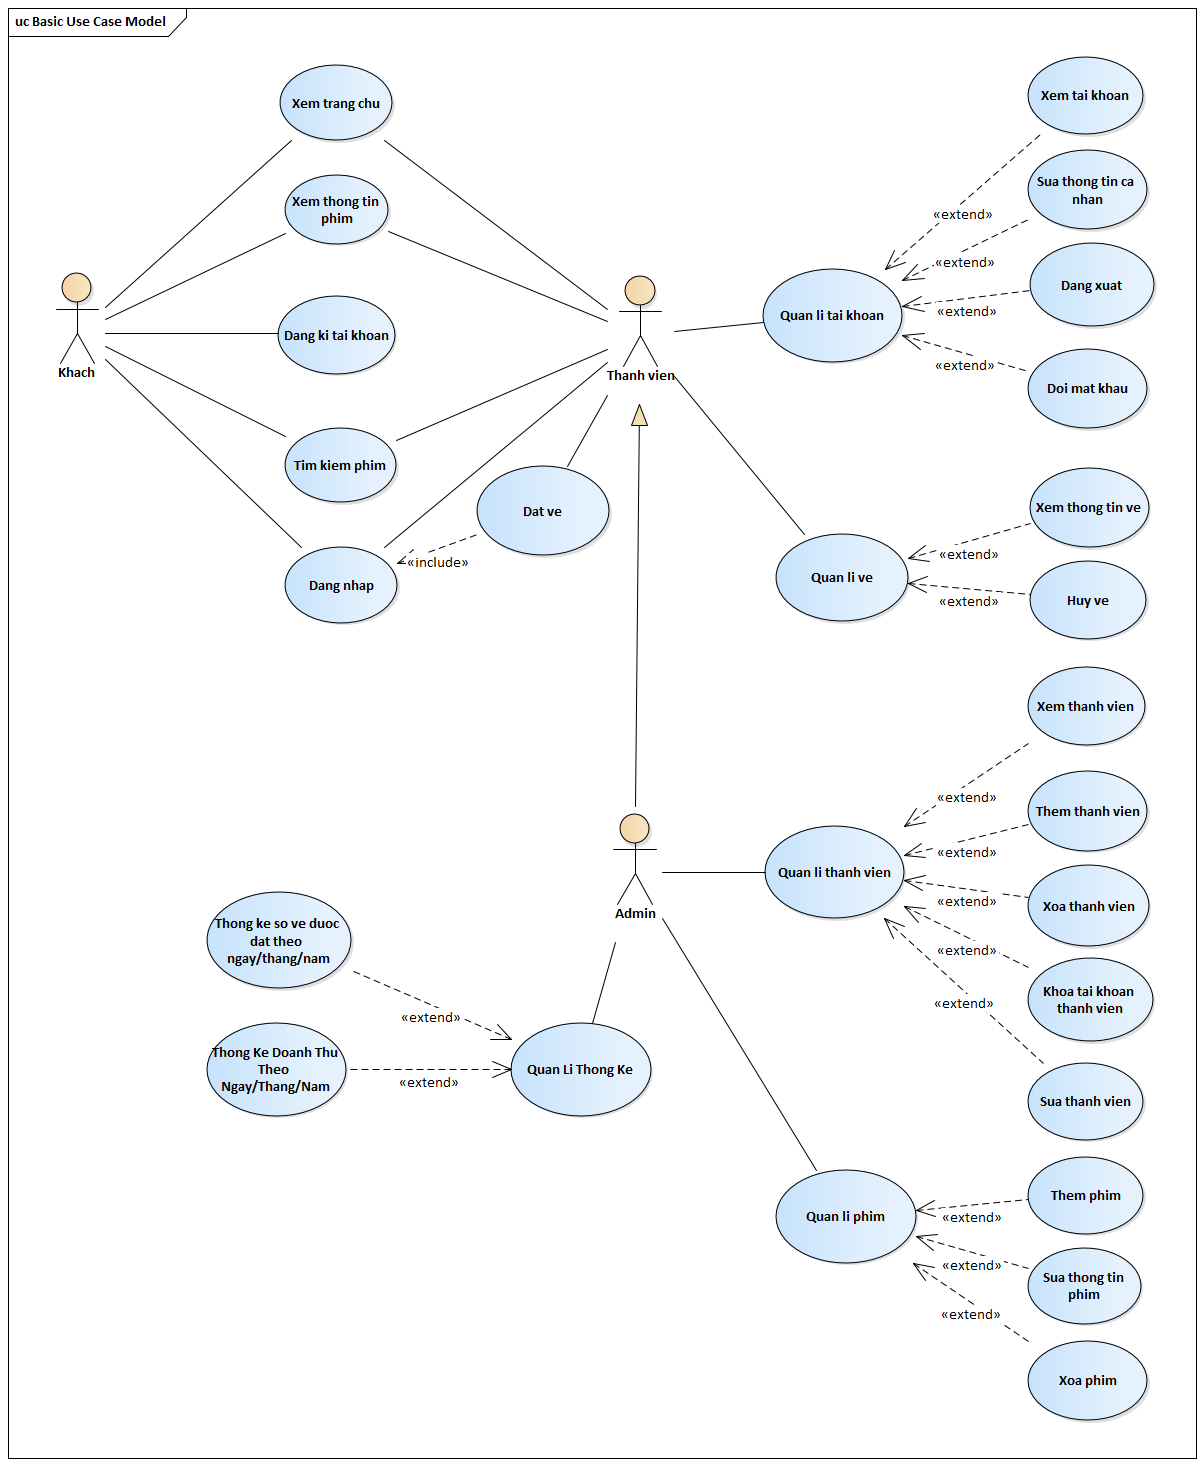 uc Basic Use Case Model
Xem trang chu
Xem thong tin
phim
Dang ki tai khoan
Khach
Tim kiem phim
Dang nhap
Dat ve
«include»
Thanh vien
Quan li tai khoan
Xem tai khoan
«extend»
Sua thong tin ca
nhan
«extend»
Dang xuat
«extend»
Doi mat khau
«extend»
Quan li ve
Xem thong tin ve
«extend»
Huy ve
«extend»
Admin
Quan li thanh vien
Xem thanh vien
«extend»
Them thanh vien
«extend»
Xoa thanh vien
«extend»
Khoa tai khoan
thanh vien
«extend»
Sua thanh vien
«extend»
Thong ke so ve duoc
dat theo
ngay/thang/nam
«extend»
Thong Ke Doanh Thu
Theo
Ngay/Thang/Nam
«extend»
Quan Li Thong Ke
Quan li phim
Them phim
«extend»
Sua thong tin
phim
«extend»
Xoa phim
«extend»